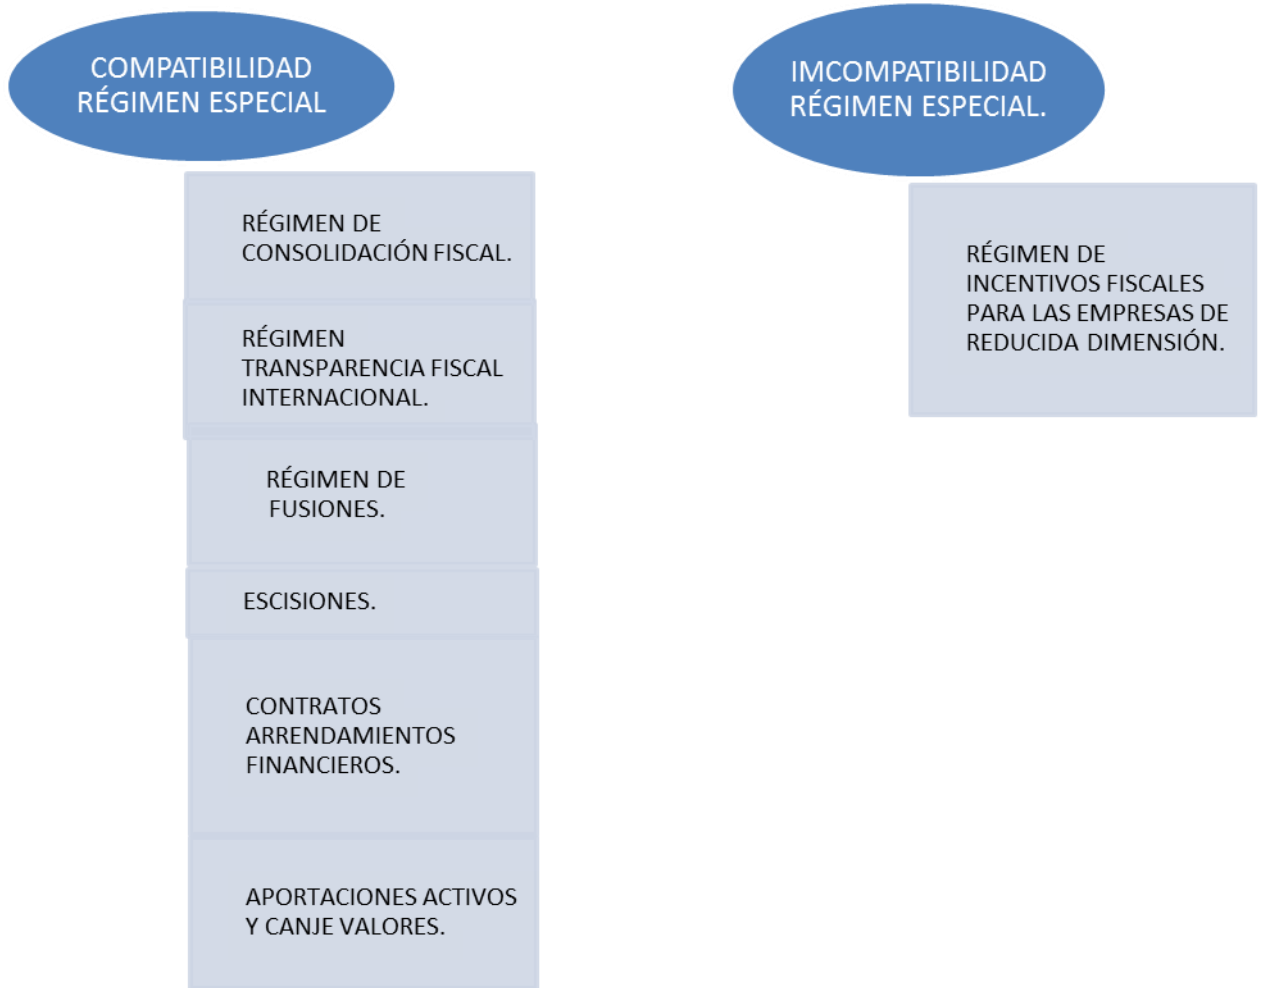 COMPATIBILIDAD
RÉGIMEN ESPECIAL
RÉGIMEN DE
CONSOLIDACIÓN FISCAL.
RÉGIMEN
TRANSPARENCIA FISCAL
INTERNACIONAL.
RÉGIMEN DE
FUSIONES.
ESCISIONES.
CONTRATOS
ARRENDAMIENTOS
FINANCIEROS.
APORTACIONES ACTIVOS
Y CANJE VALORES.
IMCOMPATIBILIDAD
RÉGIMEN ESPECIAL.
RÉGIMEN DE
INCENTIVOS FISCALES
PARA LAS EMPRESAS DE
REDUCIDA DIMENSIÓN.